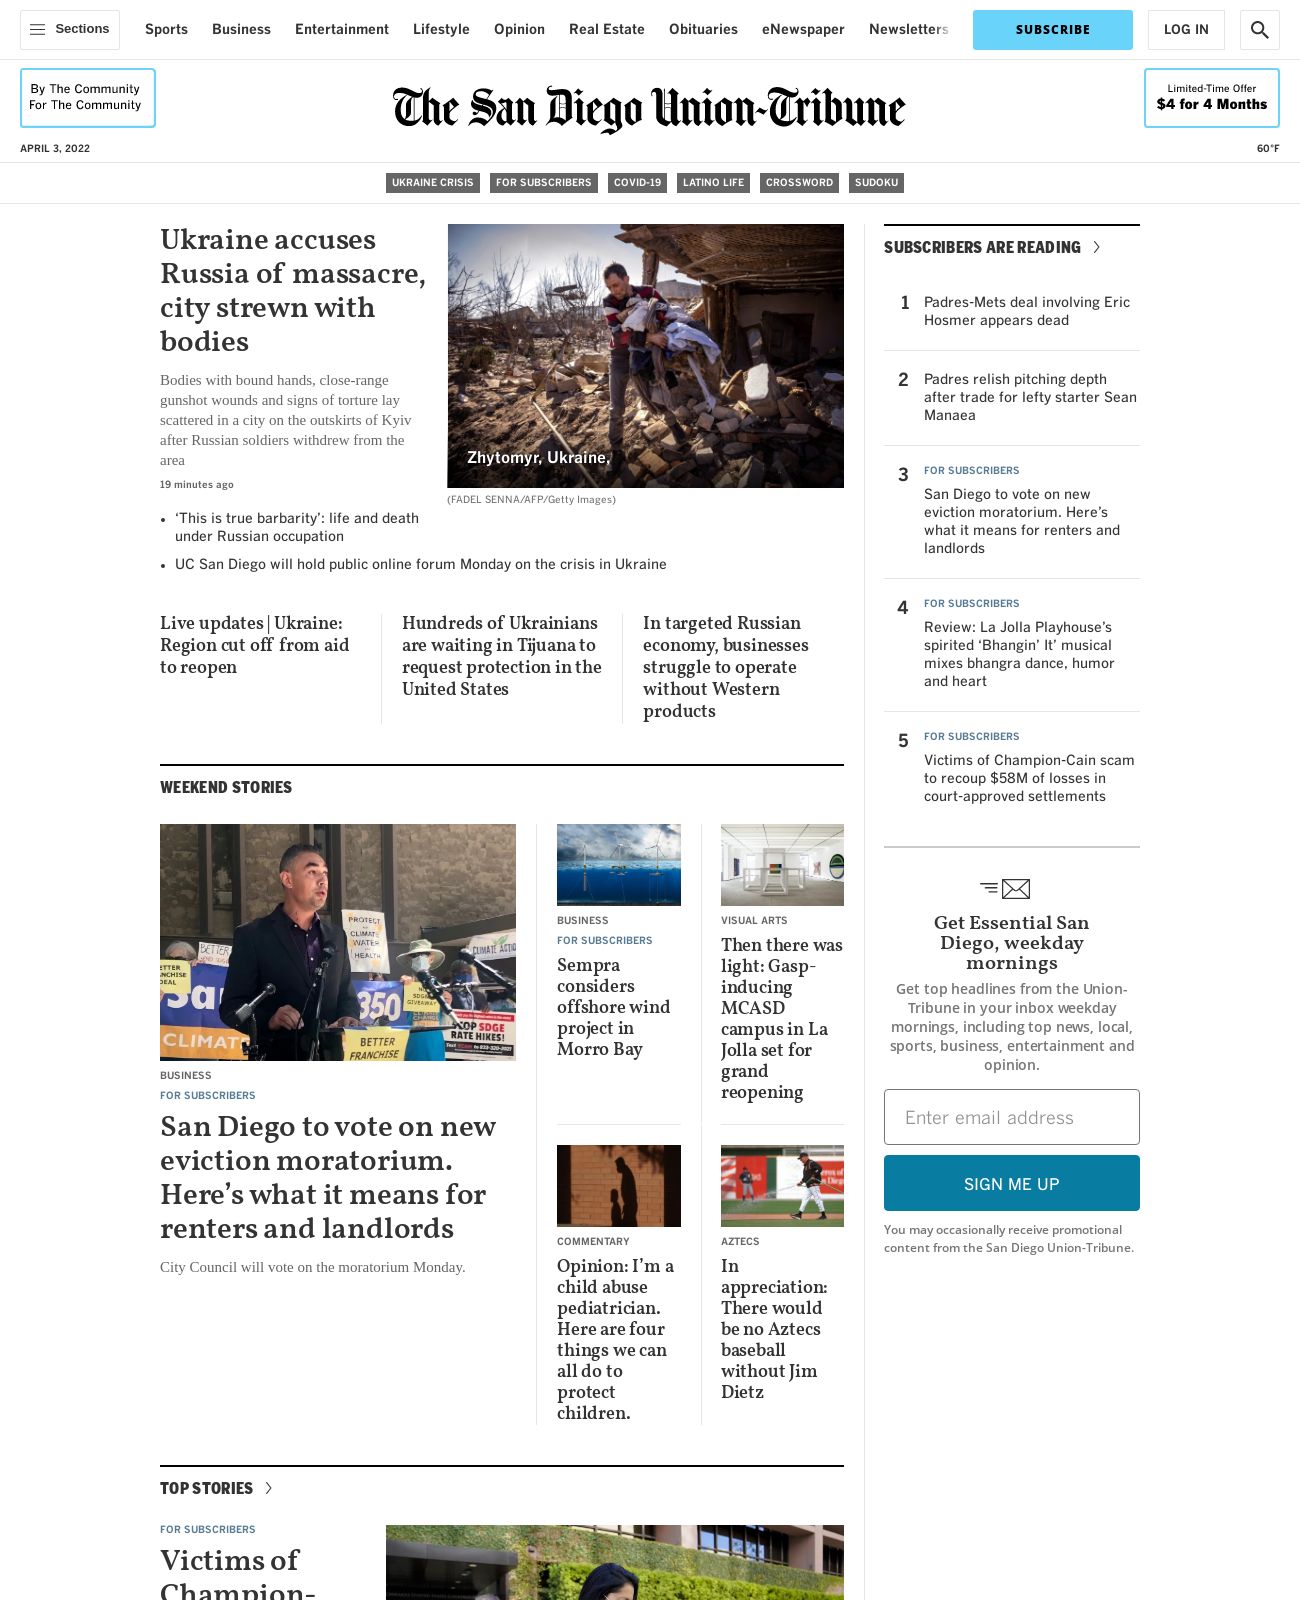 Sections
Sports
Business
Entertainment
Lifestyle
Opinion
Real Estate
Obituaries
eNewspaper
Newsletters
SUBSCRIBE
LOG IN
By The Community
For The Community
The San Diego Union-Tribune
Limited-Time Offer
$4 for 4 Months
APRIL 3, 2022
60°F
UKRAINE CRISIS
FOR SUBSCRIBERS
COVID-19
LATINO LIFE
CROSSWORD
SUDOKU
Ukraine accuses
Russia of massacre,
city strewn with
bodies
Bodies with bound hands, close-range
gunshot wounds and signs of torture lay
scattered in a city on the outskirts of Kyiv
after Russian soldiers withdrew from the
area
19 minutes ago
Zhytomyr, Ukraine,
(FADEL SENNA/AFP/Getty Images)
‘This is true barbarity’: life and death
under Russian occupation
UC San Diego will hold public online forum Monday on the crisis in Ukraine
Live updates | Ukraine:
Region cut off from aid
to reopen
Hundreds of Ukrainians
are waiting in Tijuana to
request protection in the
United States
In targeted Russian
economy, businesses
struggle to operate
without Western
products
WEEKEND STORIES
PROTECT
CLIMATE
WATER
HEALTH
BETTER
CLIMATE ACTION
350
CLIMATE
BETTER
FRANCHISE
STOP SDGE
RATE HIKES!
BUSINESS
FOR SUBSCRIBERS
San Diego to vote on new
eviction moratorium.
Here’s what it means for
renters and landlords
City Council will vote on the moratorium Monday.
BUSINESS
FOR SUBSCRIBERS
Sempra
considers
offshore wind
project in
Morro Bay
VISUAL ARTS
Then there was
light: Gasp-
inducing
MCASD
campus in La
Jolla set for
grand
reopening
COMMENTARY
Opinion: I’m a
child abuse
pediatrician.
Here are four
things we can
all do to
protect
children.
AZTECS
In
appreciation:
There would
be no Aztecs
baseball
without Jim
Dietz
TOP STORIES
FOR SUBSCRIBERS
Victims of
Champion-
SUBSCRIBERS ARE READING
1
Padres-Mets deal involving Eric
Hosmer appears dead
2
Padres relish pitching depth
after trade for lefty starter Sean
Manaea
3
FOR SUBSCRIBERS
San Diego to vote on new
eviction moratorium. Here’s
what it means for renters and
landlords
4
FOR SUBSCRIBERS
Review: La Jolla Playhouse’s
spirited ‘Bhangin’ It’ musical
mixes bhangra dance, humor
and heart
5
FOR SUBSCRIBERS
Victims of Champion-Cain scam
to recoup $58M of losses in
court-approved settlements
Get Essential San
Diego, weekday
mornings
Get top headlines from the Union-
Tribune in your inbox weekday
mornings, including top news, local,
sports, business, entertainment and
opinion.
Enter email address
SIGN ME UP
You may occasionally receive promotional
content from the San Diego Union-Tribune.